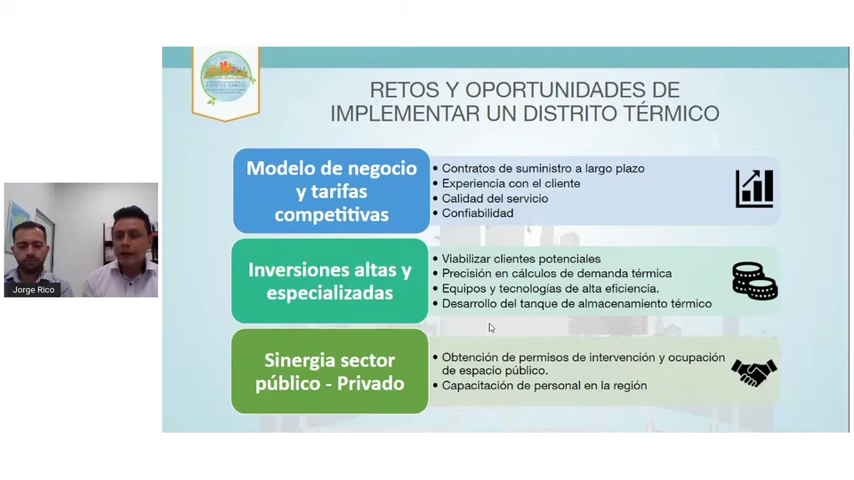 RETOS Y OPORTUNIDADES DE
IMPLEMENTAR UN DISTRITO TÉRMICO
Modelo de negocio
y tarifas
competitivas
• Contratos de suministro a largo plazo
• Experiencia con el cliente
• Calidad del servicio
• Confiabilidad
Inversiones altas y
especializadas
• Viabilizar clientes potenciales
• Precisión en cálculos de demanda térmica
• Equipos y tecnologías de alta eficiencia.
• Desarrollo del tanque de almacenamiento térmico
Sinergia sector
público - Privado
• Obtención de permisos de intervención y ocupación
de espacio público.
• Capacitación de personal en la región
Jorge Rico